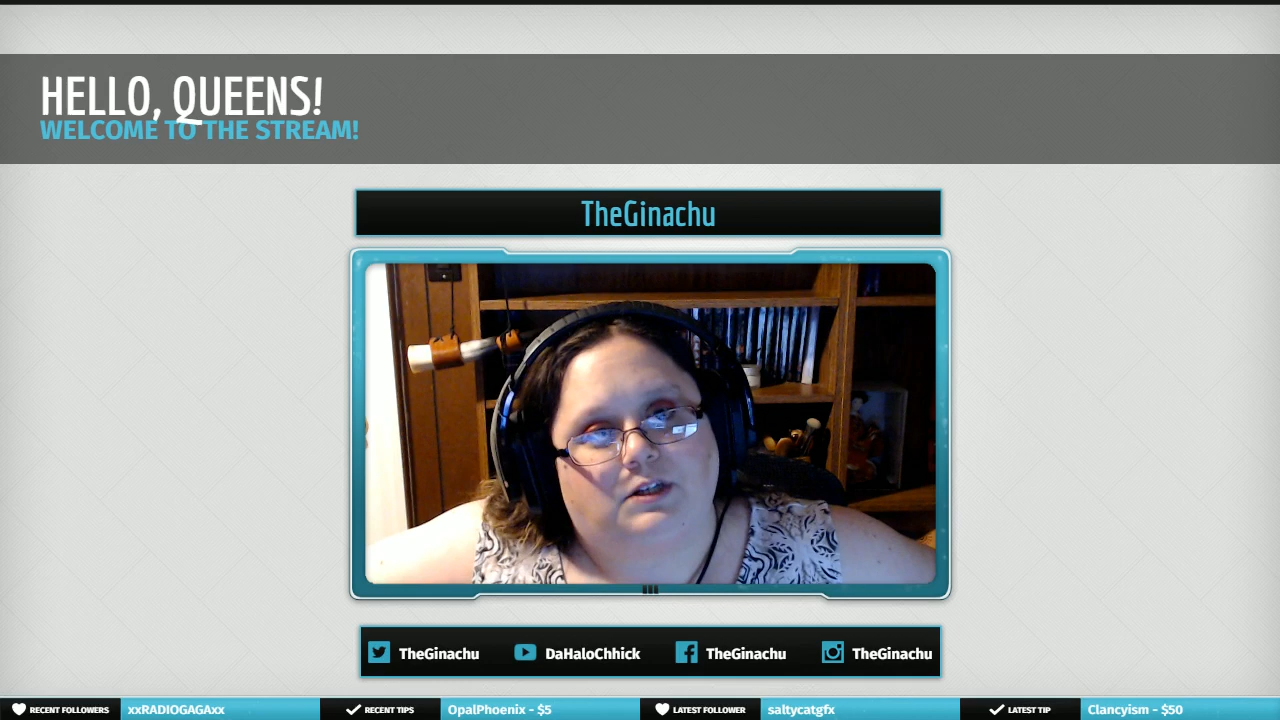 HELLO, QUEENS!
WELCOME TO THE STREAM!
TheGinachu
TheGinachu DaHaloChhick TheGinachu TheGinachu
RECENT FOLLOWERS xxRADIOGAGAxx RECENT TIPS OpalPhoenix - $5 LATEST FOLLOWER saltycatgfx LATEST TIP Clancyism - $50